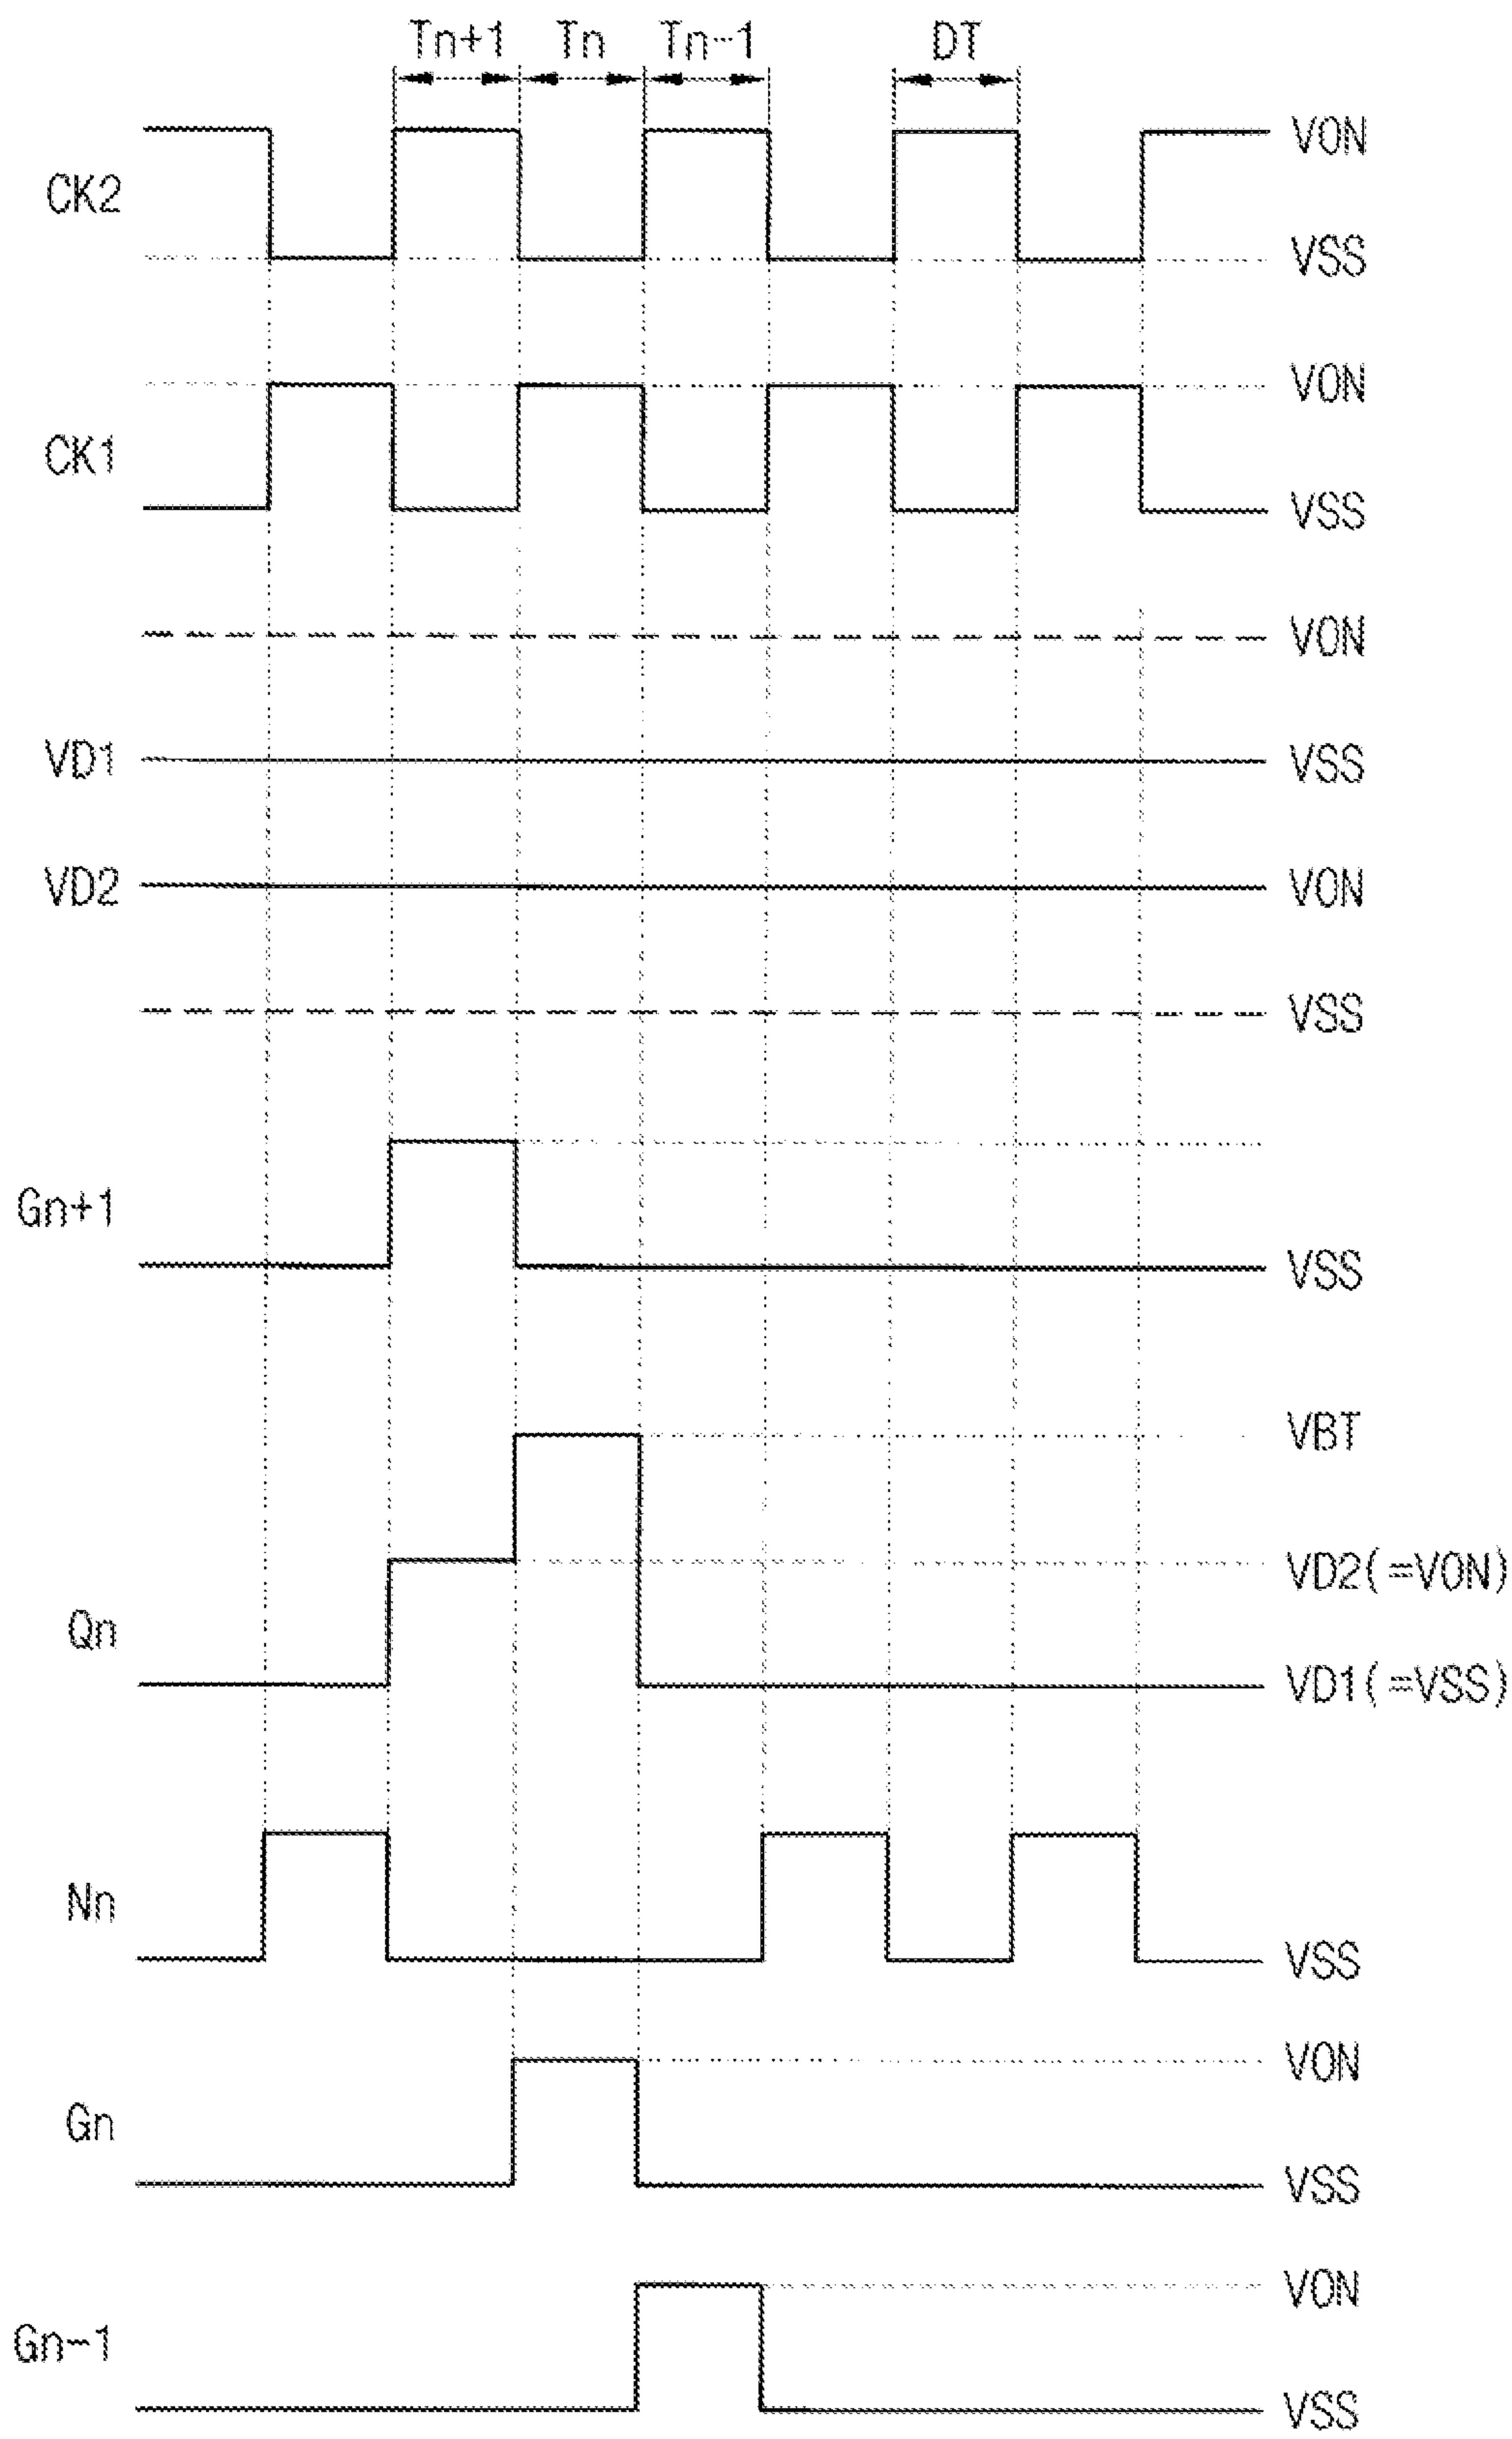 Tn+1 Tn Tn-1 DT
VON
CK2
VSS
VON
CK1
VSS
VON
VD1 VSS
VD2 VON
VSS
Gn+1
VSS
VBT
VD2(=VON)
Qn
VD1(=VSS)
Nn
VSS
VON
Gn
VSS
VON
Gn-1
VSS